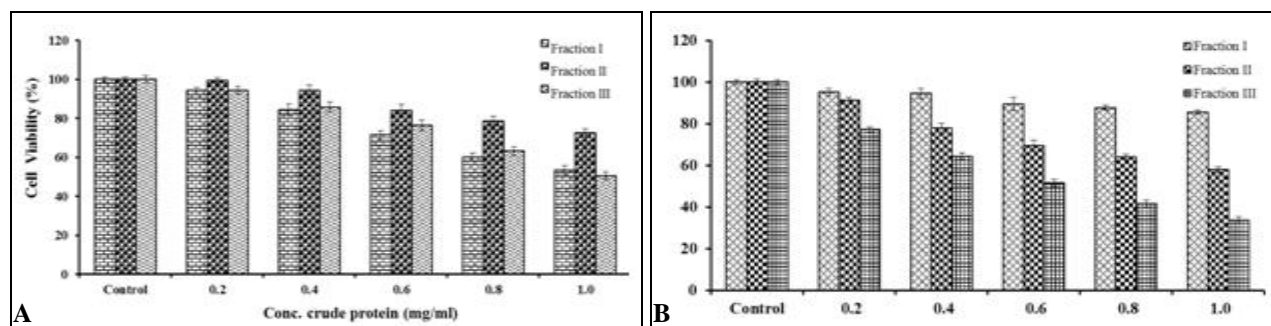 120
100
80
60
40
20
0
Cell Viability (%)
Fraction I
Fraction II
Fraction III
Control 0.2 0.4 0.6 0.8 1.0
Conc. crude protein (mg/ml)
A
120
100
80
60
40
20
0
Fraction I
Fraction II
Fraction III
Control 0.2 0.4 0.6 0.8 1.0
B